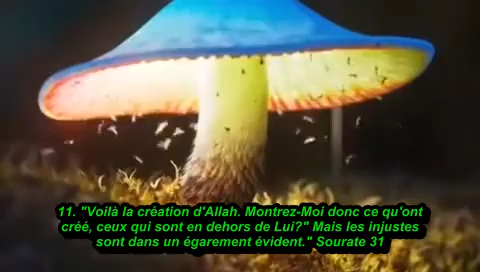 11. "Voilà la création d'Allah. Montrez-Moi donc ce qu'ont
créé, ceux qui sont en dehors de Lui?" Mais les injustes
sont dans un égarement évident." Sourate 31